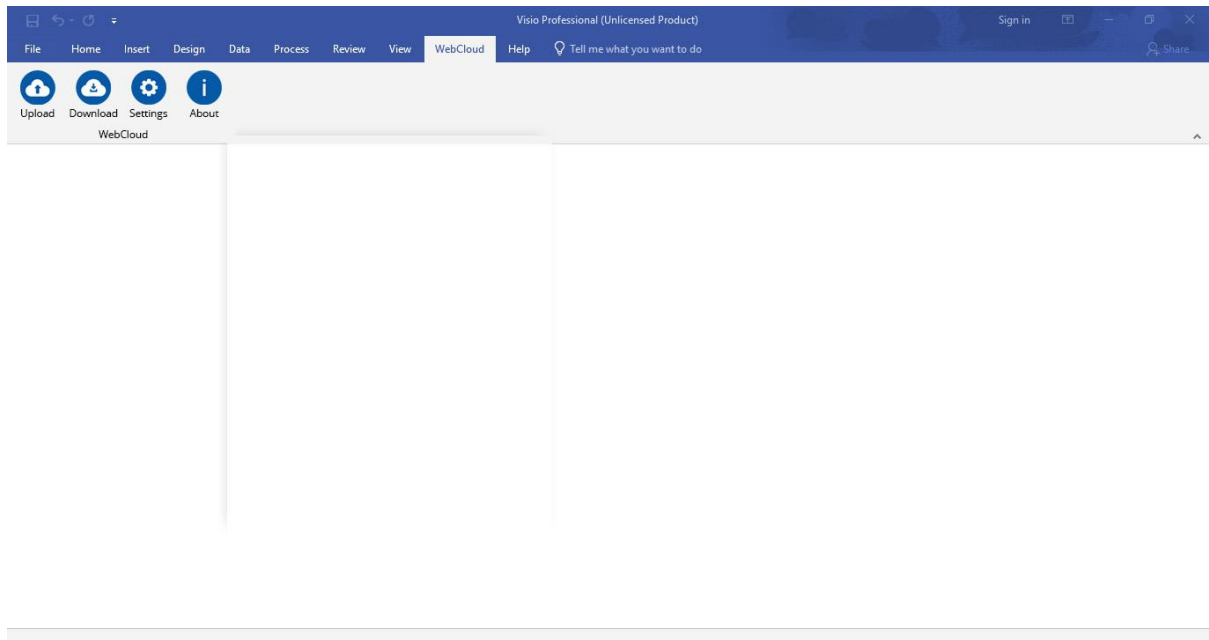 Visio Professional (Unlicensed Product) Sign in
File Home Insert Design Data Process Review View WebCloud Help Tell me what you want to do Share
Upload Download Settings About
WebCloud